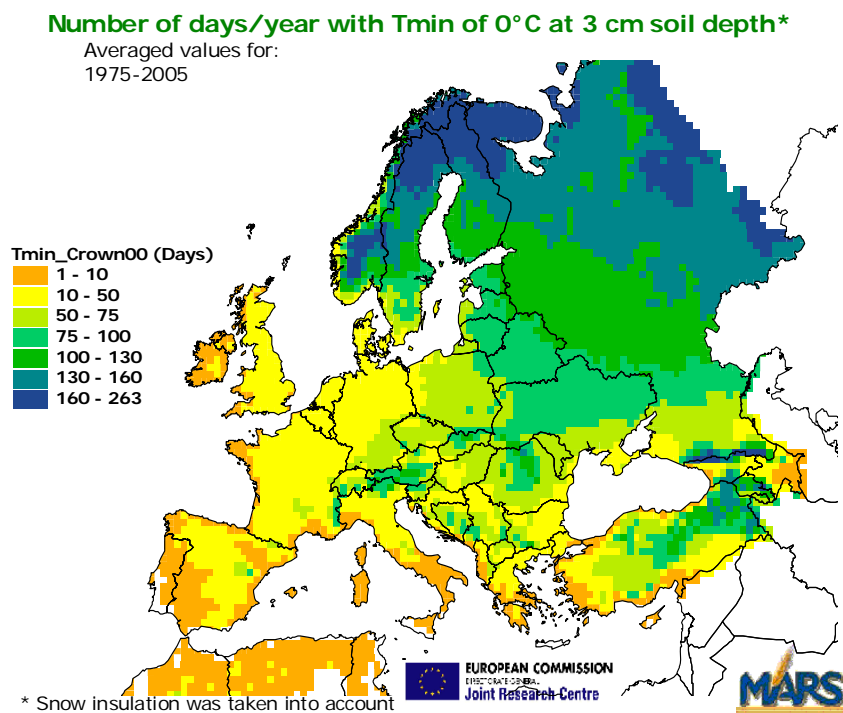 Number of days/year with Tmin of 0°C at 3 cm soil depth*
Averaged values for:
1975-2005
Tmin_Crown00 (Days)
1 - 10
10 - 50
50 - 75
75 - 100
100 - 130
130 - 160
160 - 263
EUROPEAN COMMISSION
DIRECTORATE-GENERAL
Joint Research Centre
MARS
* Snow insulation was taken into account